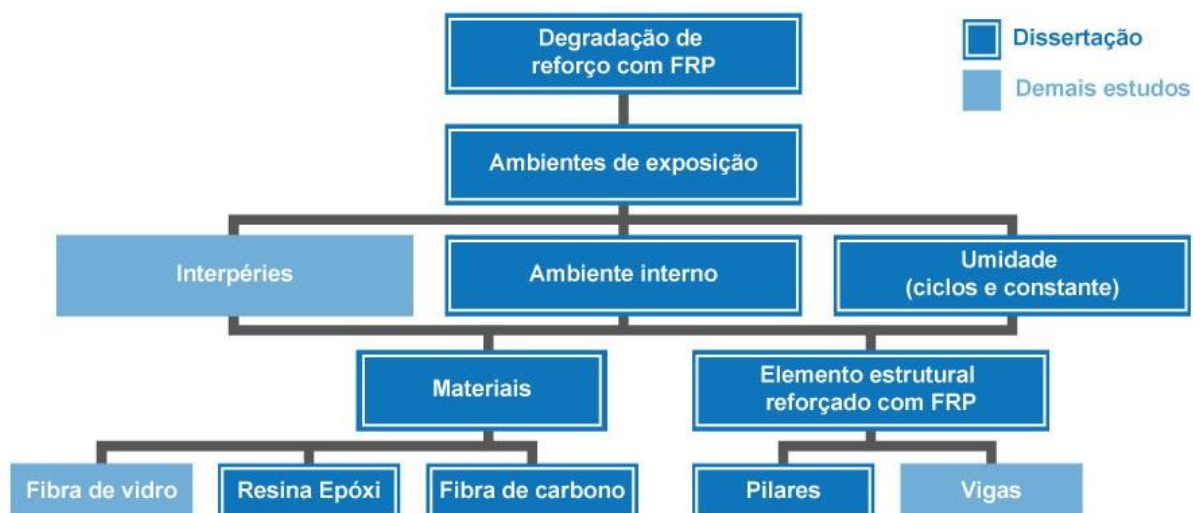 Degradação de
reforço com FRP
Dissertação
Demais estudos
Ambientes de exposição
Interpéries
Ambiente interno
Umidade
(ciclos e constante)
Materiais
Elemento estrutural
reforçado com FRP
Fibra de vidro
Resina Epóxi
Fibra de carbono
Pilares
Vigas